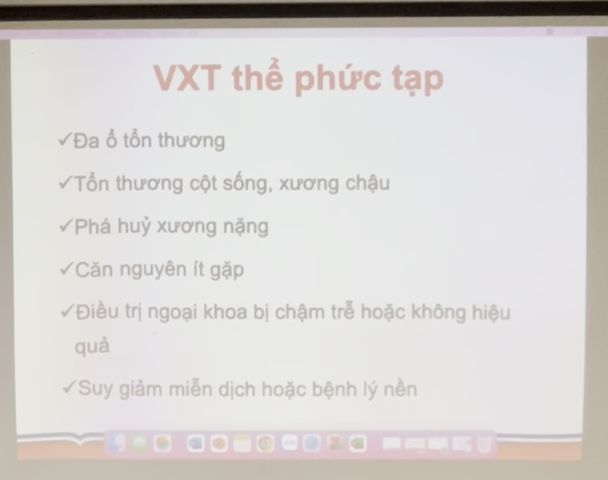 VXT thể phức tạp
✓Đa ổ tổn thương
✓Tổn thương cột sống, xương chậu
✓Phá huỷ xương nặng
✓Căn nguyên ít gặp
✓Điều trị ngoại khoa bị chậm trễ hoặc không hiệu
quả
✓Suy giảm miễn dịch hoặc bệnh lý nền